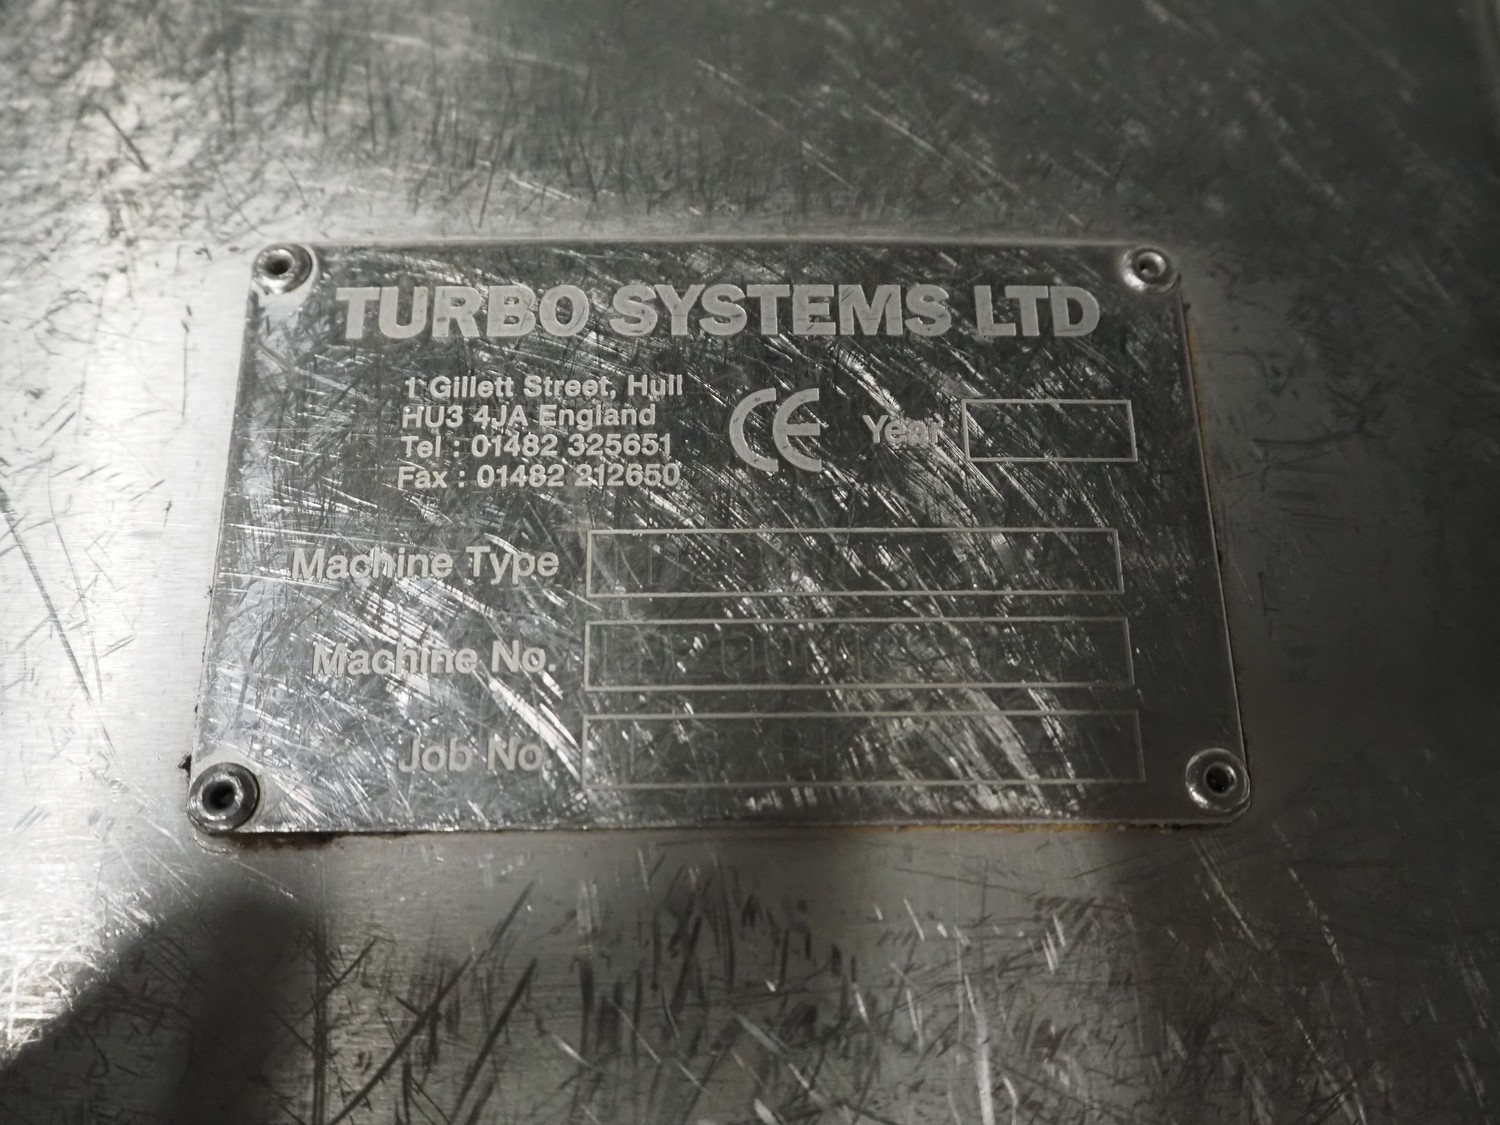 TURBO SYSTEMS LTD
1 Gillett Street, Hull
HU3 4JA England
Tel : 01482 325651
Fax : 01482 212650
CE
Year
Machine Type
Machine No.
Job No.